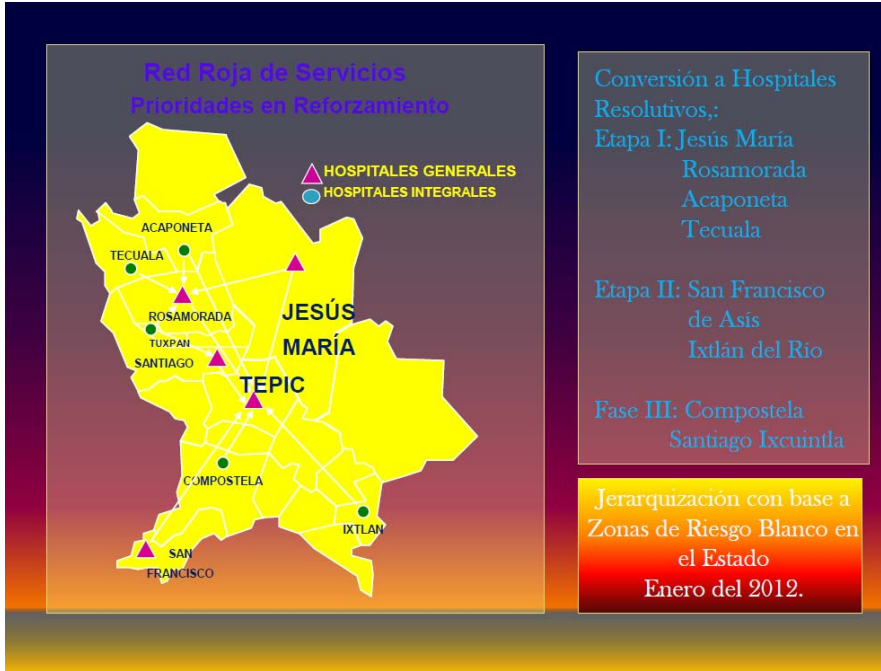 Red Roja de Servicios
Prioridades en Reforzamiento
HOSPITALES GENERALES
HOSPITALES INTEGRALES
ACAPONETA
TECUALA
ROSAMORADA
TUXPAN
SANTIAGO
JESÚS
MARÍA
TEPIC
COMPOSTELA
IXTLAN
SAN
FRANCISCO
Conversión a Hospitales
Resolutivos,:
Etapa I: Jesús María
Rosamorada
Acaponeta
Tecuala
Etapa II: San Francisco
de Asís
Ixtlán del Río
Fase III: Compostela
Santiago Ixcuintla
Jerarquización con base a
Zonas de Riesgo Blanco en
el Estado
Enero del 2012.